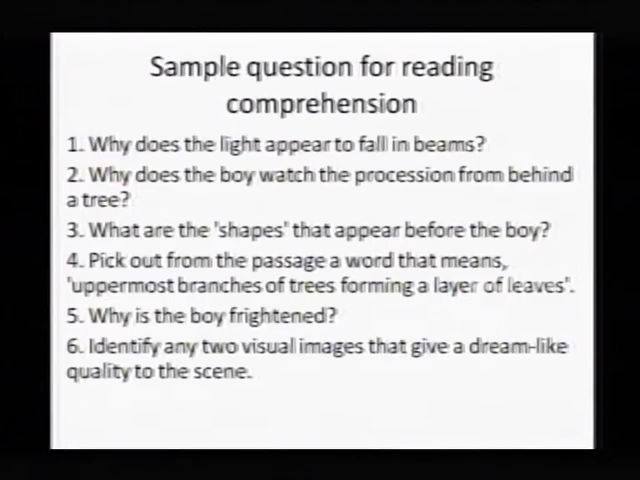 Sample question for reading
comprehension
1. Why does the light appear to fall in beams?
2. Why does the boy watch the procession from behind
a tree?
3. What are the 'shapes' that appear before the boy?
4. Pick out from the passage a word that means,
'uppermost branches of trees forming a layer of leaves'.
5. Why is the boy frightened?
6. Identify any two visual images that give a dream-like
quality to the scene.